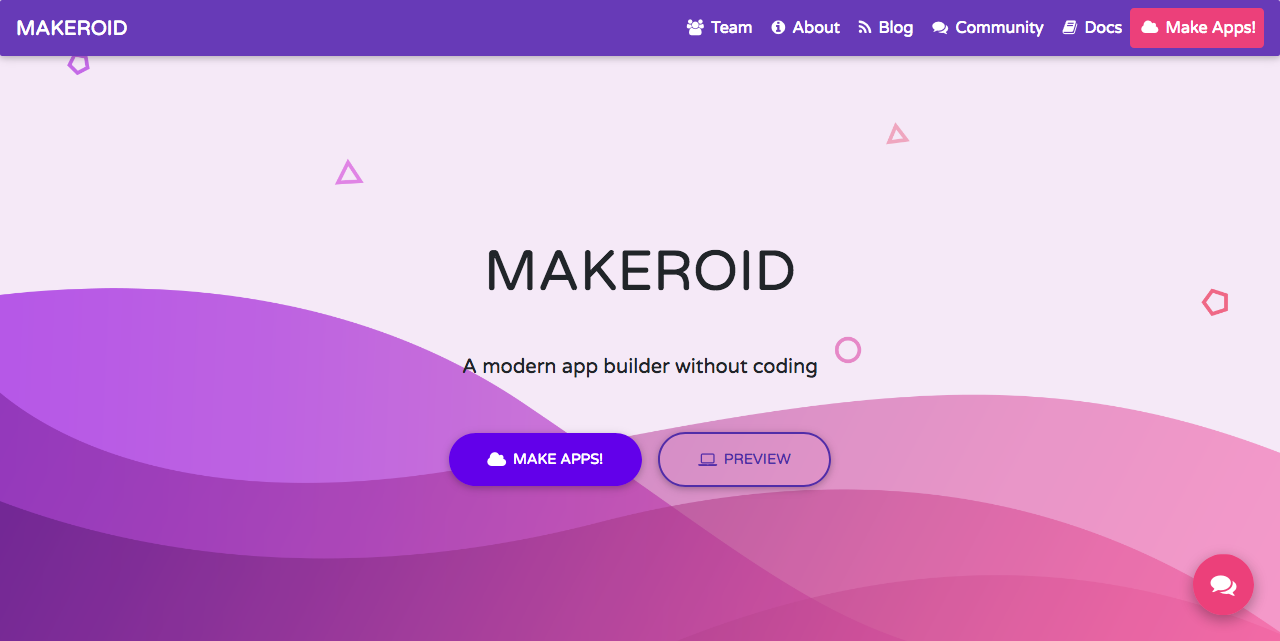 MAKEROID
Team About Blog Community Docs Make Apps!
MAKEROID
A modern app builder without coding
MAKE APPS! PREVIEW